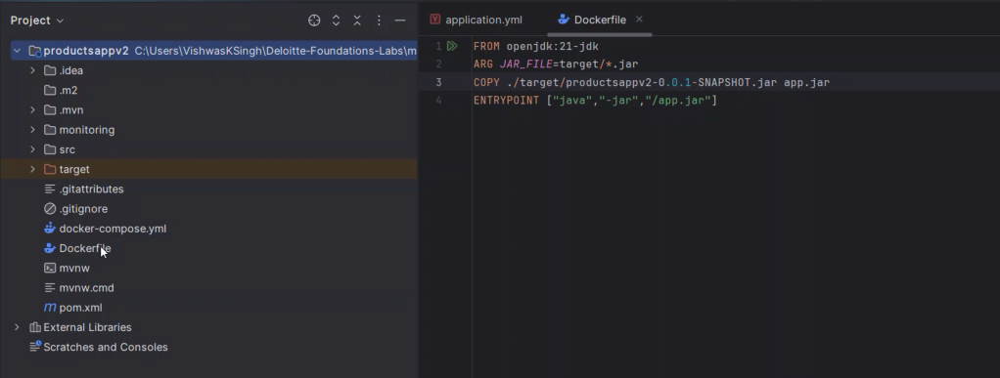 Project
productsappv2 C:\Users\VishwasKSingh\Deloitte-Foundations-Labs\m
.idea
.m2
.mvn
monitoring
src
target
.gitattributes
.gitignore
docker-compose.yml
Dockerfile
mvnw
mvnw.cmd
pom.xml
External Libraries
Scratches and Consoles
application.yml
Dockerfile
1 FROM openjdk:21-jdk
2 ARG JAR_FILE=target/*.jar
3 COPY ./target/productsappv2-0.0.1-SNAPSHOT.jar app.jar
4 ENTRYPOINT ["java","-jar","/app.jar"]